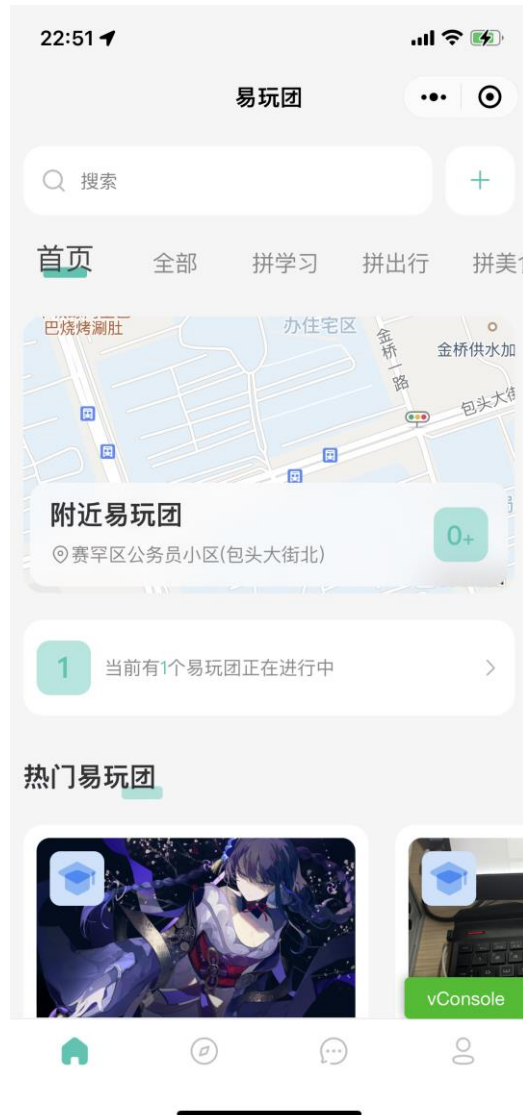 22:51
易玩团
搜索
首页
全部
拼学习
拼出行
拼美
巴烧烤涮肚
办住宅区
金桥一路
金桥供水加
包头大街
附近易玩团
赛罕区公务员小区(包头大街北)
0+
1
当前有1个易玩团正在进行中
热门易玩团
vConsole